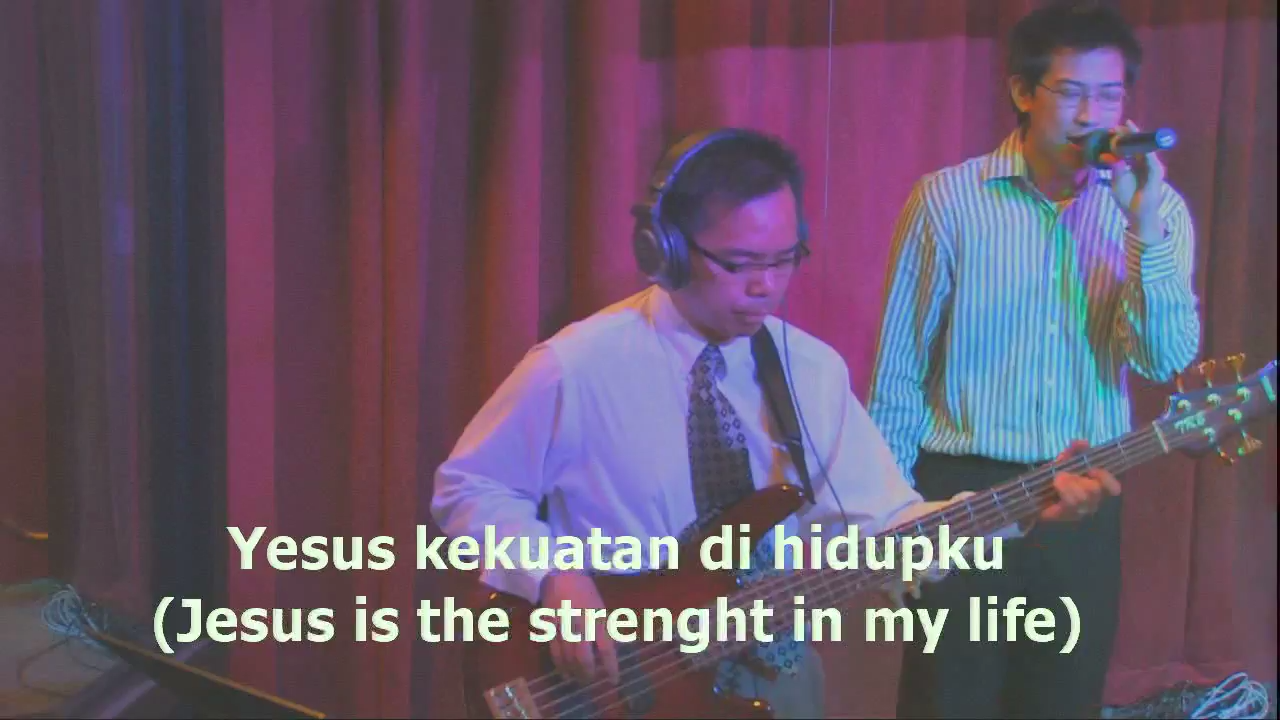 Yesus kekuatan di hidupku
(Jesus is the strenght in my life)